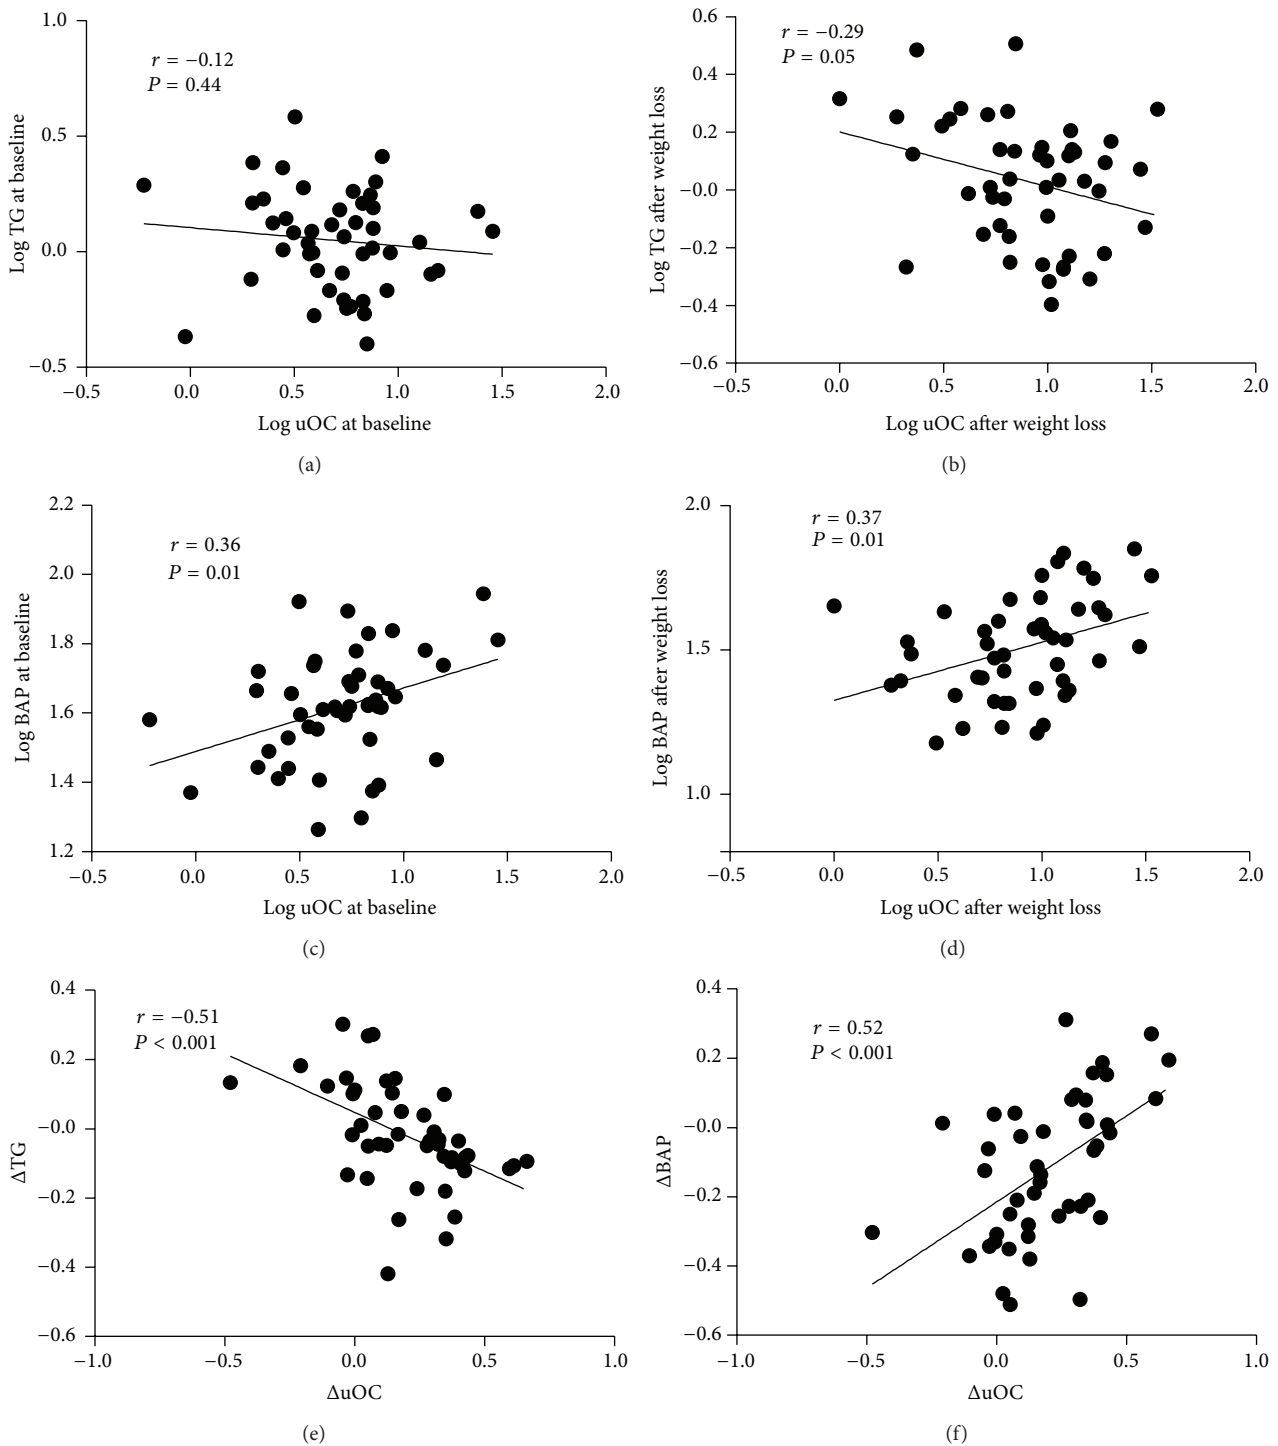 1.0
0.5
0.0
−0.5
Log TG at baseline
r = −0.12
P = 0.44
−0.5 0.0 0.5 1.0 1.5 2.0
Log uOC at baseline
(a)
0.6
0.4
0.2
−0.0
−0.2
−0.4
−0.6
Log TG after weight loss
r = −0.29
P = 0.05
−0.5 0.0 0.5 1.0 1.5 2.0
Log uOC after weight loss
(b)
2.2
2.0
1.8
1.6
1.4
1.2
Log BAP at baseline
r = 0.36
P = 0.01
−0.5 0.0 0.5 1.0 1.5 2.0
Log uOC at baseline
(c)
2.0
1.5
1.0
Log BAP after weight loss
r = 0.37
P = 0.01
−0.5 0.0 0.5 1.0 1.5 2.0
Log uOC after weight loss
(d)
0.4
0.2
−0.0
−0.2
−0.4
−0.6
ΔTG
r = −0.51
P < 0.001
−1.0 −0.5 0.0 0.5 1.0
ΔuOC
(e)
0.4
0.2
−0.0
−0.2
−0.4
−0.6
ΔBAP
r = 0.52
P < 0.001
−1.0 −0.5 0.0 0.5 1.0
ΔuOC
(f)